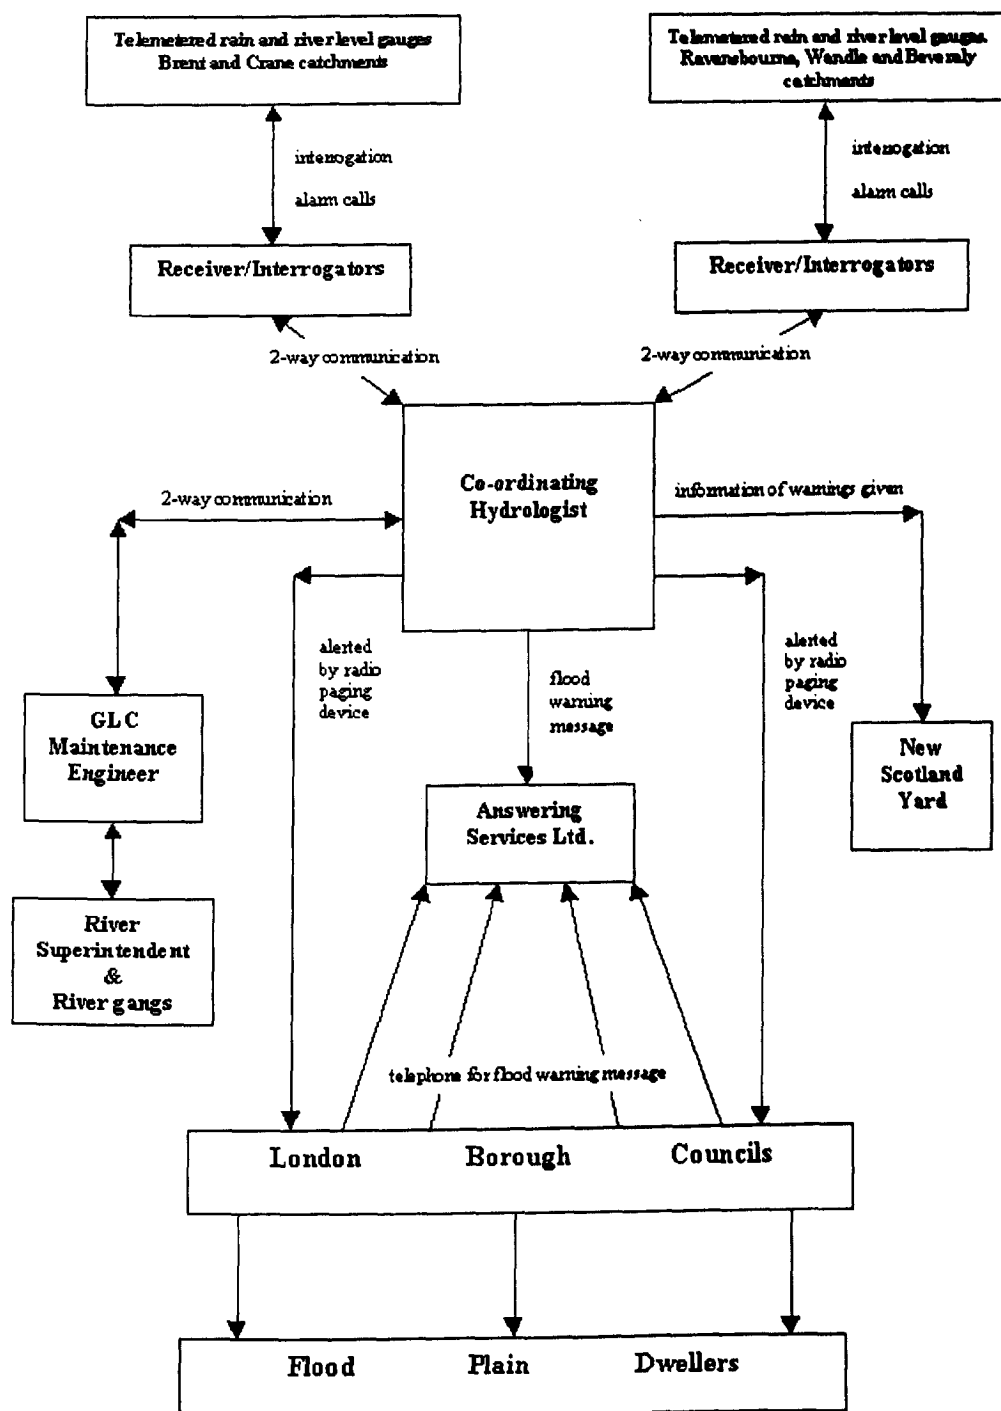 Telemetered rain and river level gauges
Brent and Crane catchments
Telemetered rain and river level gauges.
Ravensbourne, Wandle and Beverly
catchments
interrogation
alarm calls
interrogation
alarm calls
Receiver/Interrogators
Receiver/Interrogators
2-way communication
2-way communication
Co-ordinating
Hydrologist
2-way communication
information of warnings given
alerted
by radio
paging
device
flood
warning
message
alerted
by radio
paging
device
GLC
Maintenance
Engineer
New
Scotland
Yard
Answering
Services Ltd.
River
Superintendent
&
River gangs
telephone for flood warning message
London Borough Councils
Flood Plain Dwellers